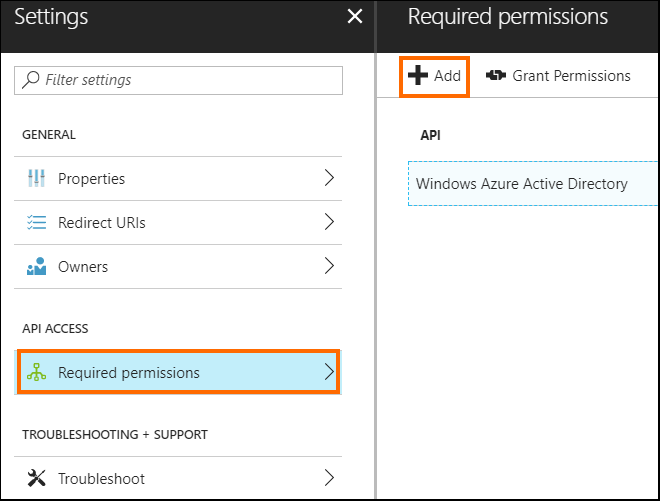 Settings
Filter settings
GENERAL
Properties
Redirect URIs
Owners
API ACCESS
Required permissions
TROUBLESHOOTING + SUPPORT
Troubleshoot
Required permissions
Add
Grant Permissions
API
Windows Azure Active Directory